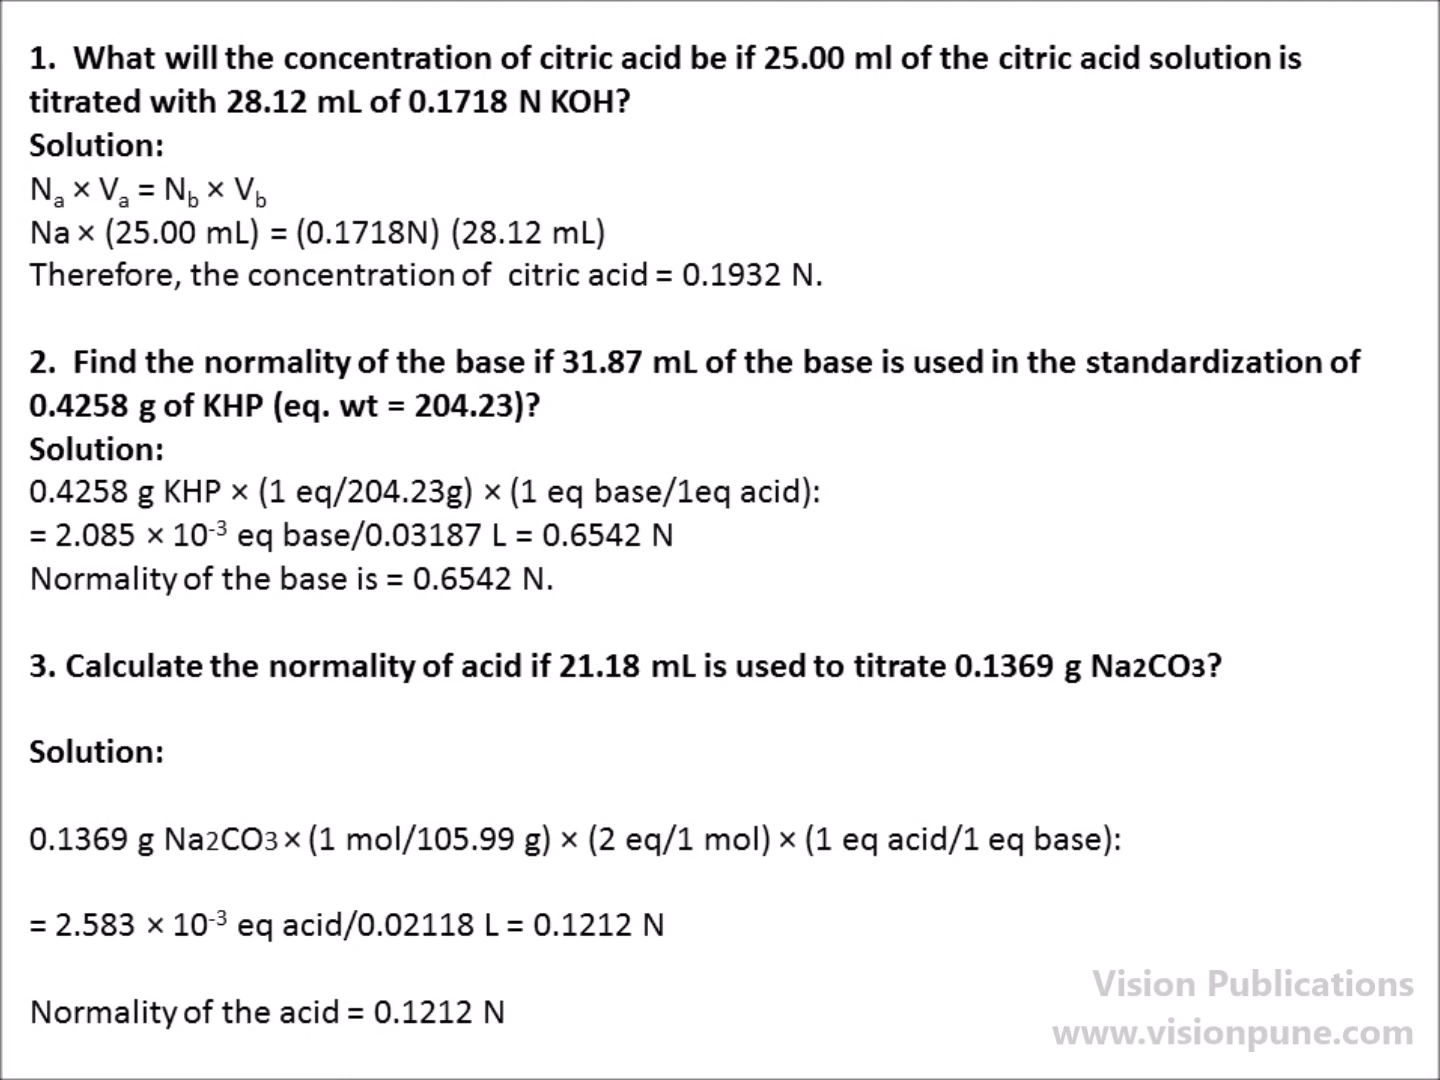 1. What will the concentration of citric acid be if 25.00 ml of the citric acid solution is
titrated with 28.12 mL of 0.1718 N KOH?
Solution:
Nₐ × Vₐ = N_b × V_b
Na × (25.00 mL) = (0.1718N) (28.12 mL)
Therefore, the concentration of citric acid = 0.1932 N.
2. Find the normality of the base if 31.87 mL of the base is used in the standardization of
0.4258 g of KHP (eq. wt = 204.23)?
Solution:
0.4258 g KHP × (1 eq/204.23g) × (1 eq base/1eq acid):
= 2.085 × 10⁻³ eq base/0.03187 L = 0.6542 N
Normality of the base is = 0.6542 N.
3. Calculate the normality of acid if 21.18 mL is used to titrate 0.1369 g Na2CO3?
Solution:
0.1369 g Na2CO3 × (1 mol/105.99 g) × (2 eq/1 mol) × (1 eq acid/1 eq base):
= 2.583 × 10⁻³ eq acid/0.02118 L = 0.1212 N
Normality of the acid = 0.1212 N
Vision Publications
www.visionpune.com